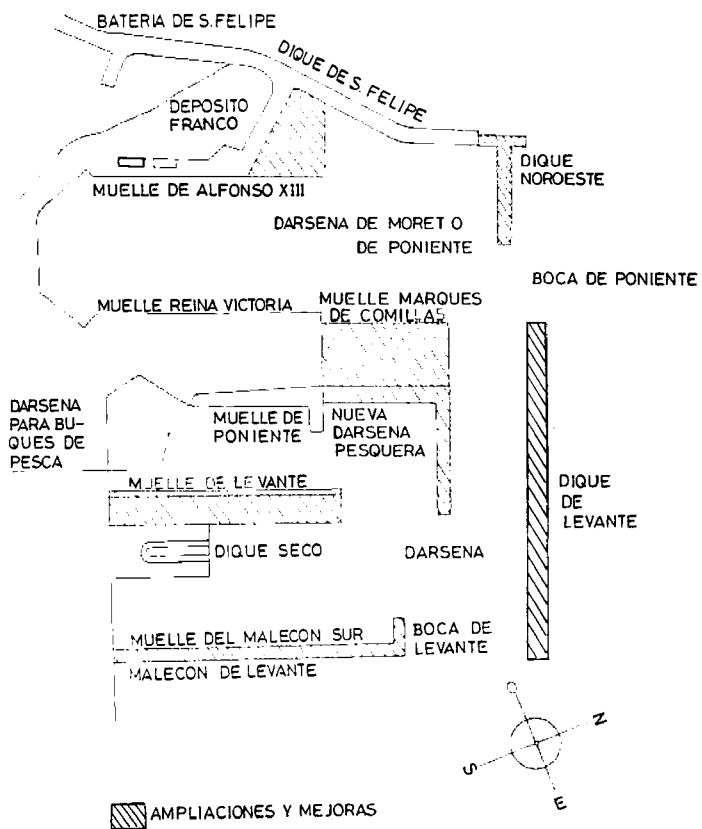 BATERIA DE S. FELIPE
DIQUE DE S. FELIPE
DEPOSITO
FRANCO
DIQUE
NOROESTE
MUELLE DE ALFONSO XIII
DARSENA DE MORET O
DE PONIENTE
BOCA DE PONIENTE
MUELLE REINA VICTORIA
MUELLE MARQUES
DE COMILLAS
DARSENA
PARA BU-
QUES DE
PESCA
MUELLE DE
PONIENTE
NUEVA
DARSENA
PESQUERA
MUELLE DE LEVANTE
DIQUE
DE
LEVANTE
DIQUE SECO
DARSENA
MUELLE DEL MALECON SUR
MALECON DE LEVANTE
BOCA DE
LEVANTE
O
N
S
E
AMPLIACIONES Y MEJORAS